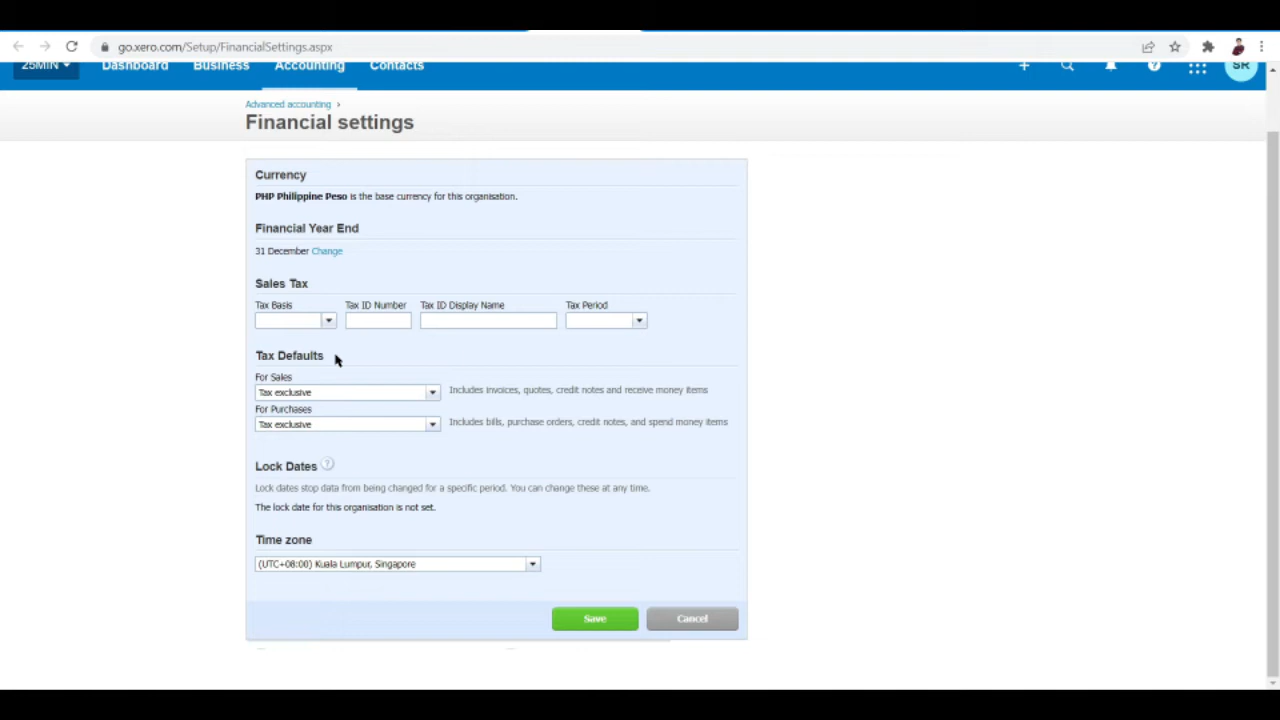 go.xero.com/Setup/FinancialSettings.aspx
25MIN Dashboard Business Accounting Contacts SR
Advanced accounting ›
Financial settings
Currency
PHP Philippine Peso is the base currency for this organisation.
Financial Year End
31 December Change
Sales Tax
Tax Basis Tax ID Number Tax ID Display Name Tax Period
Tax Defaults
For Sales
Tax exclusive Includes invoices, quotes, credit notes and receive money items
For Purchases
Tax exclusive Includes bills, purchase orders, credit notes, and spend money items
Lock Dates ?
Lock dates stop data from being changed for a specific period. You can change these at any time.
The lock date for this organisation is not set.
Time zone
(UTC+08:00) Kuala Lumpur, Singapore
Save Cancel